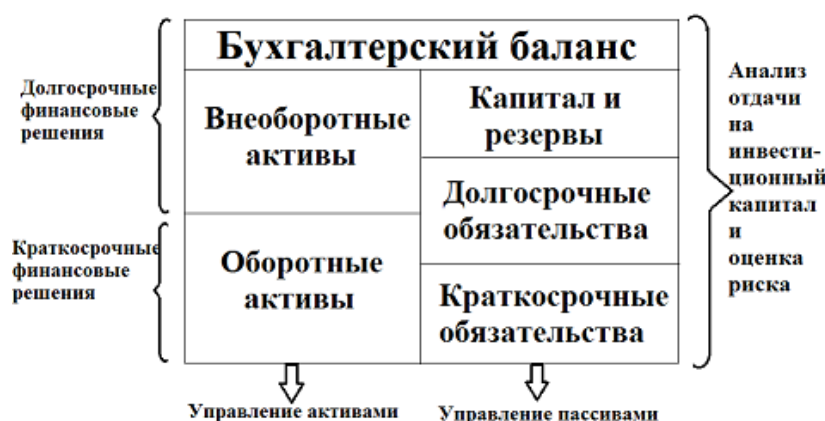 Бухгалтерский баланс
Долгосрочные
финансовые
решения
Краткосрочные
финансовые
решения
Внеоборотные
активы
Оборотные
активы
Капитал и
резервы
Долгосрочные
обязательства
Краткосрочные
обязательства
Анализ
отдачи
на
инвести-
ционный
капитал
и
оценка
риска
Управление активами
Управление пассивами